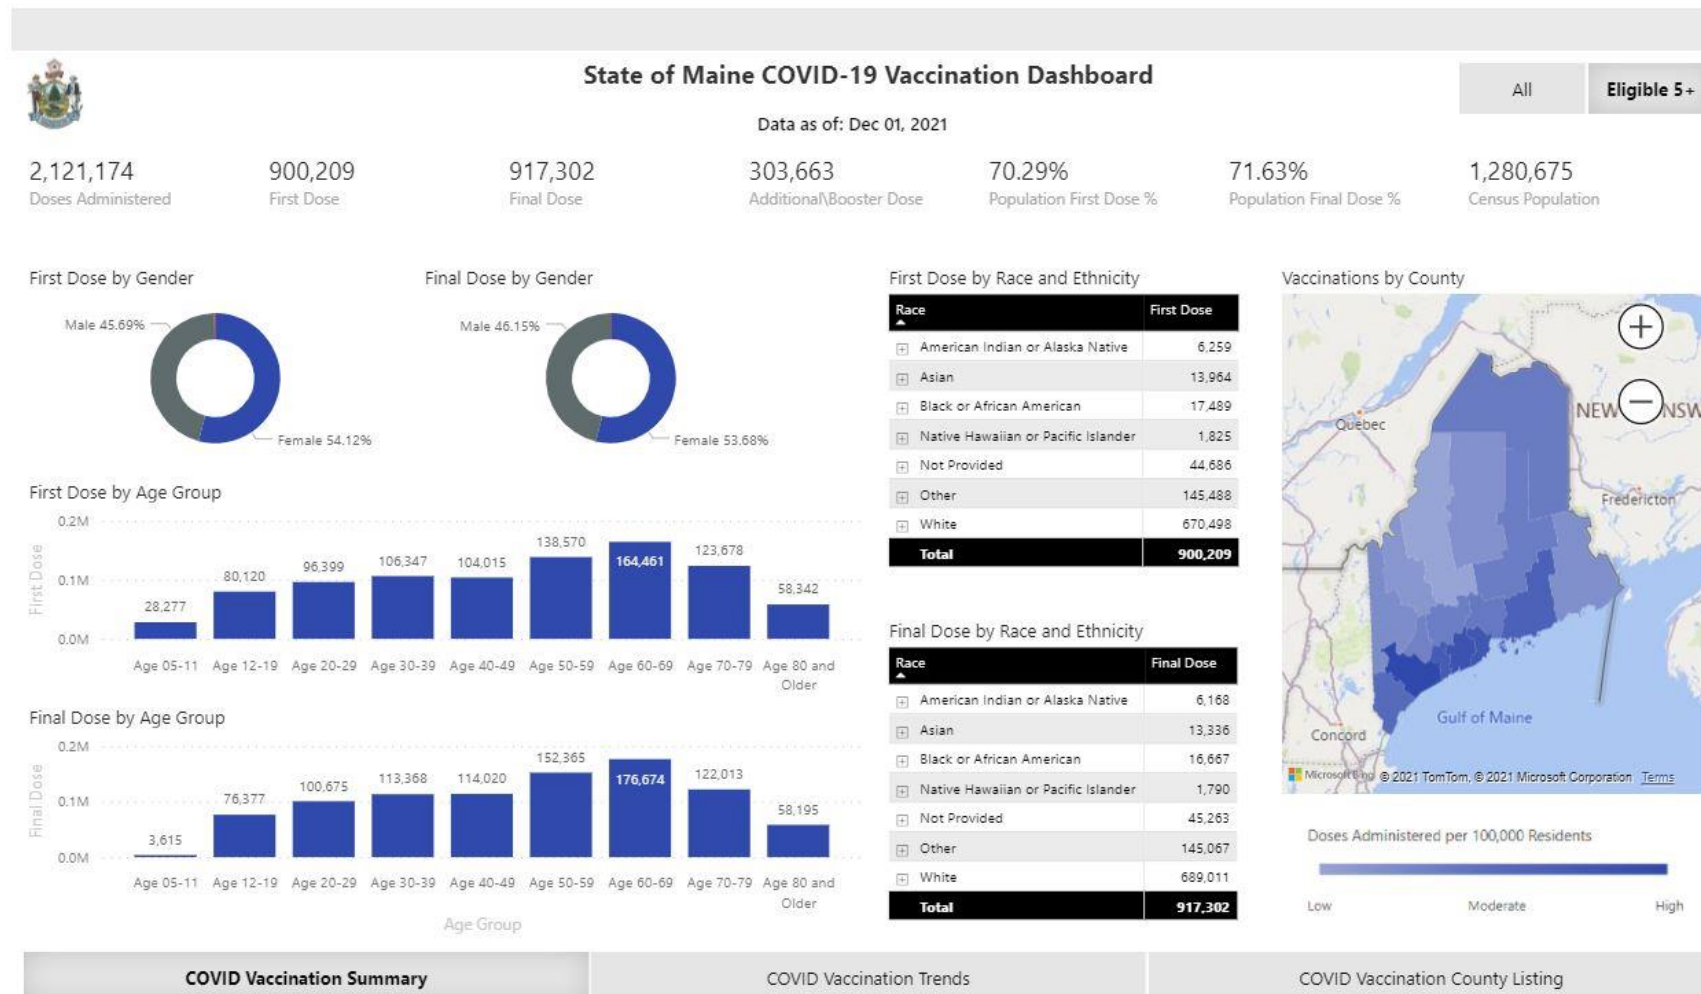 State of Maine COVID-19 Vaccination Dashboard
All
Eligible 5+
Data as of: Dec 01, 2021
2,121,174
Doses Administered
900,209
First Dose
917,302
Final Dose
303,663
Additional\Booster Dose
70.29%
Population First Dose %
71.63%
Population Final Dose %
1,280,675
Census Population
First Dose by Gender
Male 45.69%
Female 54.12%
Final Dose by Gender
Male 46.15%
Female 53.68%
First Dose by Age Group
First Dose
0.2M
0.1M
0.0M
28,277
80,120
96,399
106,347
104,015
138,570
164,461
123,678
58,342
Age 05-11
Age 12-19
Age 20-29
Age 30-39
Age 40-49
Age 50-59
Age 60-69
Age 70-79
Age 80 and
Older
Final Dose by Age Group
Final Dose
0.2M
0.1M
0.0M
3,615
76,377
100,675
113,368
114,020
152,365
176,674
122,013
58,195
Age 05-11
Age 12-19
Age 20-29
Age 30-39
Age 40-49
Age 50-59
Age 60-69
Age 70-79
Age 80 and
Older
Age Group
First Dose by Race and Ethnicity
Race First Dose
American Indian or Alaska Native 6,259
Asian 13,964
Black or African American 17,489
Native Hawaiian or Pacific Islander 1,825
Not Provided 44,686
Other 145,488
White 670,498
Total 900,209
Final Dose by Race and Ethnicity
Race Final Dose
American Indian or Alaska Native 6,168
Asian 13,336
Black or African American 16,667
Native Hawaiian or Pacific Islander 1,790
Not Provided 45,263
Other 145,067
White 689,011
Total 917,302
Vaccinations by County
Quebec
NEW NSW
Fredericton
Gulf of Maine
Concord
Microsoft Bing © 2021 TomTom, © 2021 Microsoft Corporation Terms
Doses Administered per 100,000 Residents
Low
Moderate
High
COVID Vaccination Summary
COVID Vaccination Trends
COVID Vaccination County Listing